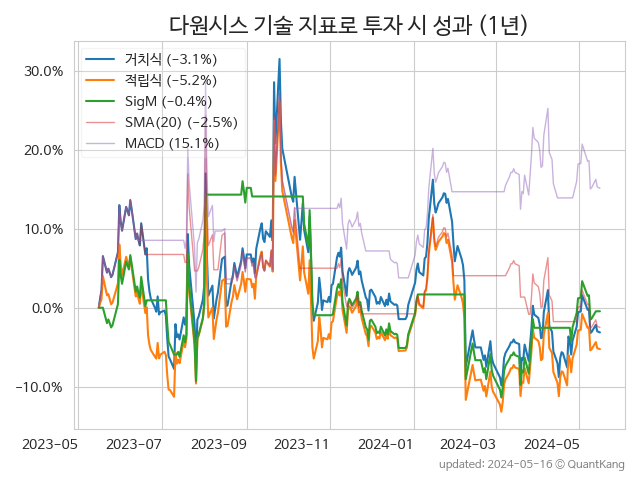 다원시스 기술 지표로 투자 시 성과 (1년)
거치식 (−3.1%)
적립식 (−5.2%)
SigM (−0.4%)
SMA(20) (−2.5%)
MACD (15.1%)
30.0%
20.0%
10.0%
0.0%
−10.0%
2023−05 2023−07 2023−09 2023−11 2024−01 2024−03 2024−05
updated: 2024-05-16 ⓒ QuantKang